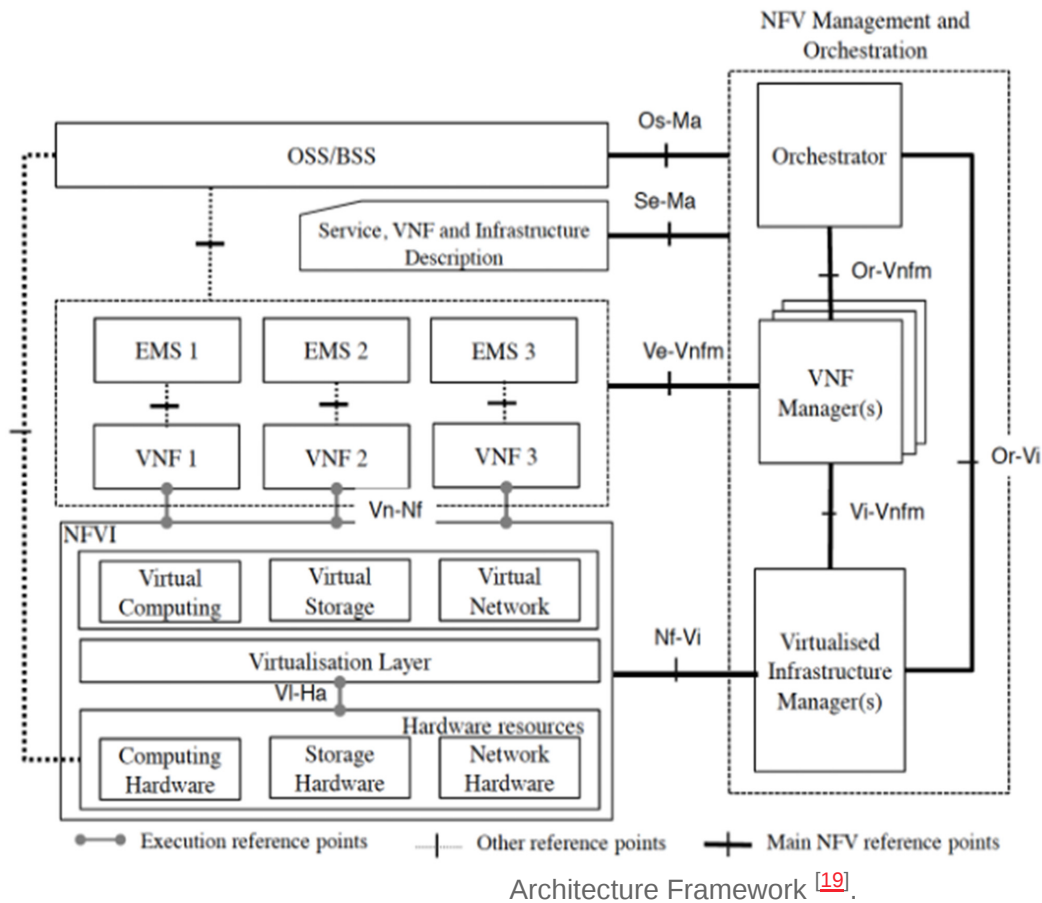 NFV Management and
Orchestration
Os-Ma
OSS/BSS
Orchestrator
Se-Ma
Service, VNF and Infrastructure
Description
Or-Vnfm
EMS 1
EMS 2
EMS 3
Ve-Vnfm
VNF
Manager(s)
VNF 1
VNF 2
VNF 3
Or-Vi
Vn-Nf
Vi-Vnfm
NFVI
Virtual
Computing
Virtual
Storage
Virtual
Network
Nf-Vi
Virtualised
Infrastructure
Manager(s)
Virtualisation Layer
Vl-Ha
Hardware resources
Computing
Hardware
Storage
Hardware
Network
Hardware
Execution reference points
Other reference points
Main NFV reference points
Architecture Framework [19].